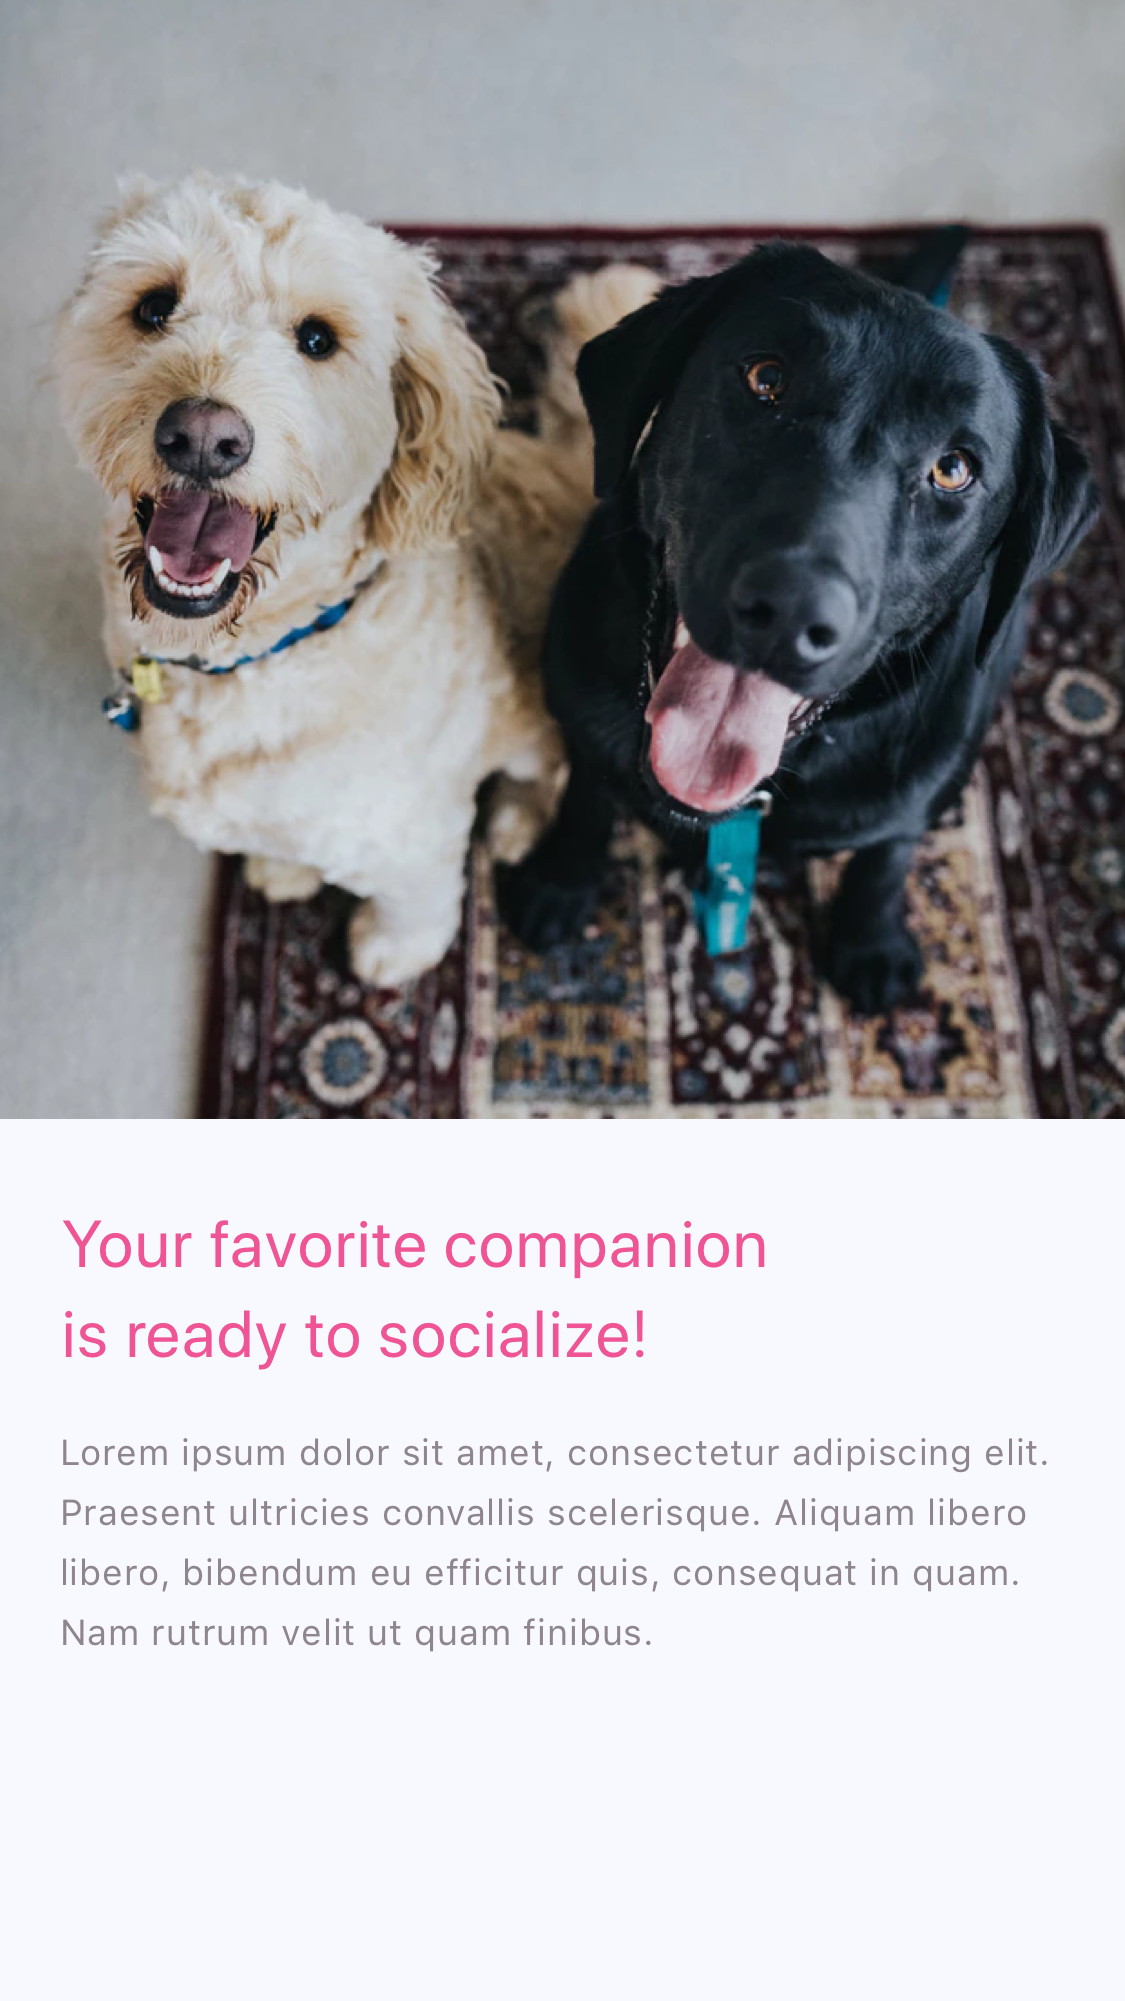 Your favorite companion
is ready to socialize!
Lorem ipsum dolor sit amet, consectetur adipiscing elit.
Praesent ultricies convallis scelerisque. Aliquam libero
libero, bibendum eu efficitur quis, consequat in quam.
Nam rutrum velit ut quam finibus.